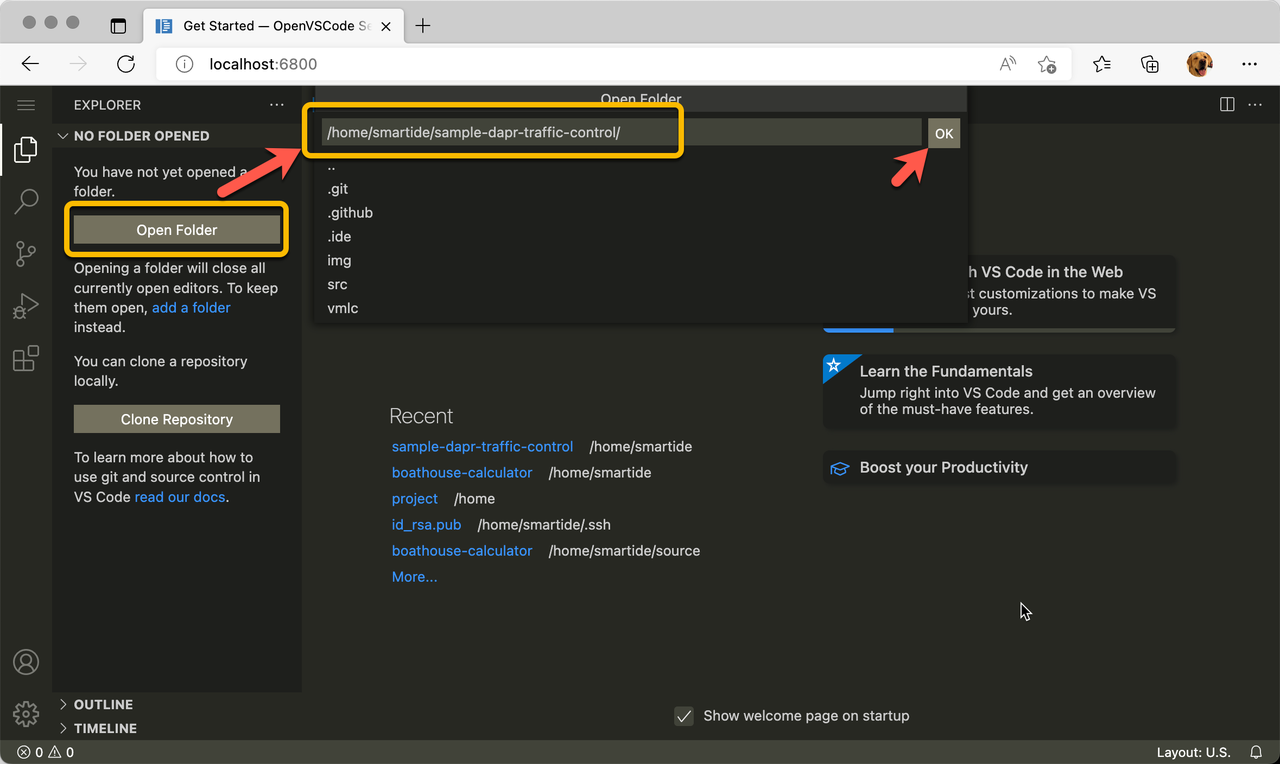 Get Started — OpenVSCode Se
localhost:6800
EXPLORER
NO FOLDER OPENED
You have not yet opened a
folder.
Open Folder
Opening a folder will close all
currently open editors. To keep
them open, add a folder
instead.
You can clone a repository
locally.
Clone Repository
To learn more about how to
use git and source control in
VS Code read our docs.
OUTLINE
TIMELINE
Open Folder
/home/smartide/sample-dapr-traffic-control/
OK
..
.git
.github
.ide
img
src
vmlc
h VS Code in the Web
t customizations to make VS
yours.
Learn the Fundamentals
Jump right into VS Code and get an overview
of the must-have features.
Boost your Productivity
Recent
sample-dapr-traffic-control /home/smartide
boathouse-calculator /home/smartide
project /home
id_rsa.pub /home/smartide/.ssh
boathouse-calculator /home/smartide/source
More...
Show welcome page on startup
0 0
Layout: U.S.